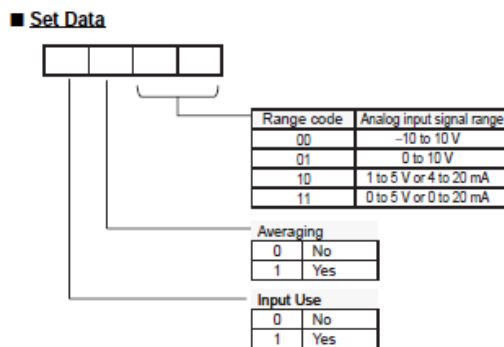 ■ Set Data
Range code Analog input signal range
00 –10 to 10 V
01 0 to 10 V
10 1 to 5 V or 4 to 20 mA
11 0 to 5 V or 0 to 20 mA
Averaging
0 No
1 Yes
Input Use
0 No
1 Yes